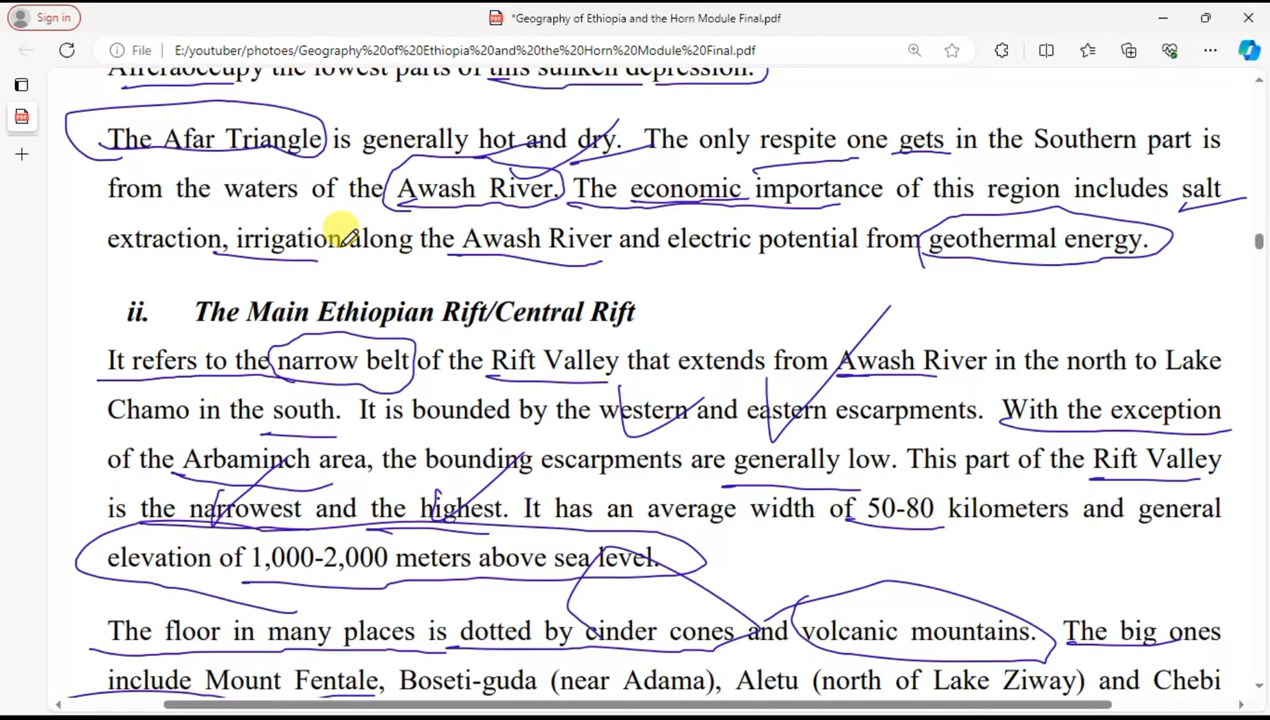 Sign in
*Geography of Ethiopia and the Horn Module Final.pdf
File
E:/youtuber/photoes/Geography%20of%20Ethiopia%20and%20the%20Horn%20Module%20Final.pdf
Afreraoccupy the lowest parts of this sunken depression.
The Afar Triangle is generally hot and dry. The only respite one gets in the Southern part is
from the waters of the Awash River. The economic importance of this region includes salt
extraction, irrigation along the Awash River and electric potential from geothermal energy.
ii. The Main Ethiopian Rift/Central Rift
It refers to the narrow belt of the Rift Valley that extends from Awash River in the north to Lake
Chamo in the south. It is bounded by the western and eastern escarpments. With the exception
of the Arbaminch area, the bounding escarpments are generally low. This part of the Rift Valley
is the narrowest and the highest. It has an average width of 50-80 kilometers and general
elevation of 1,000-2,000 meters above sea level.
The floor in many places is dotted by cinder cones and volcanic mountains. The big ones
include Mount Fentale, Boseti-guda (near Adama), Aletu (north of Lake Ziway) and Chebi